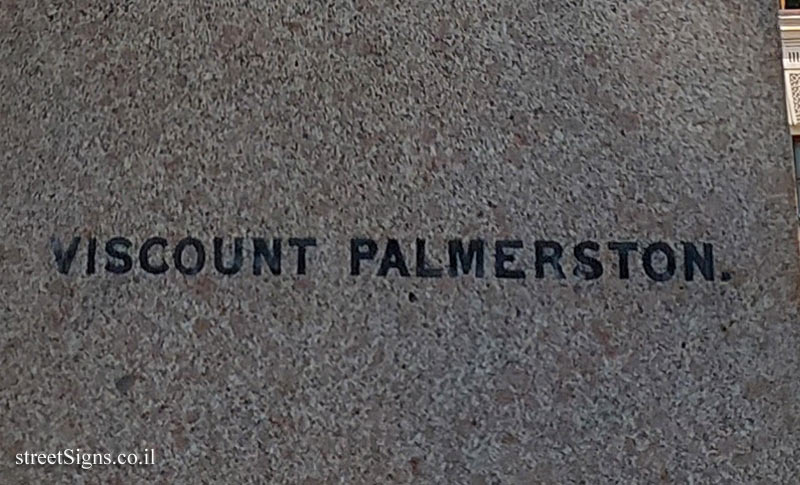 VISCOUNT PALMERSTON.
streetSigns.co.il